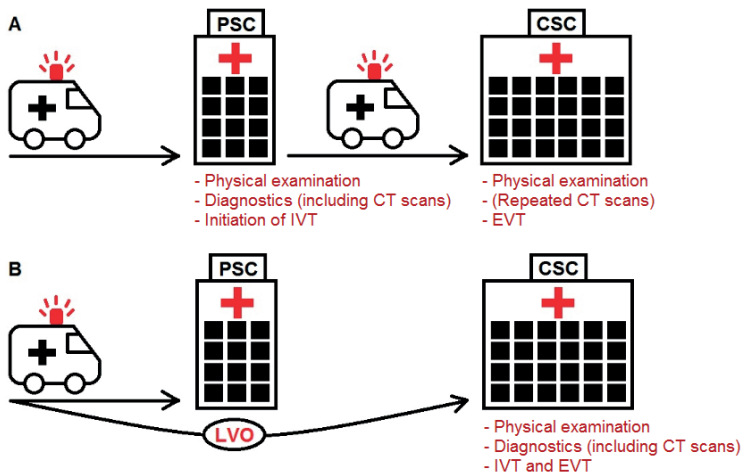 A
PSC
CSC
- Physical examination
- Diagnostics (including CT scans)
- Initiation of IVT
- Physical examination
- (Repeated CT scans)
- EVT
B
PSC
CSC
LVO
- Physical examination
- Diagnostics (including CT scans)
- IVT and EVT